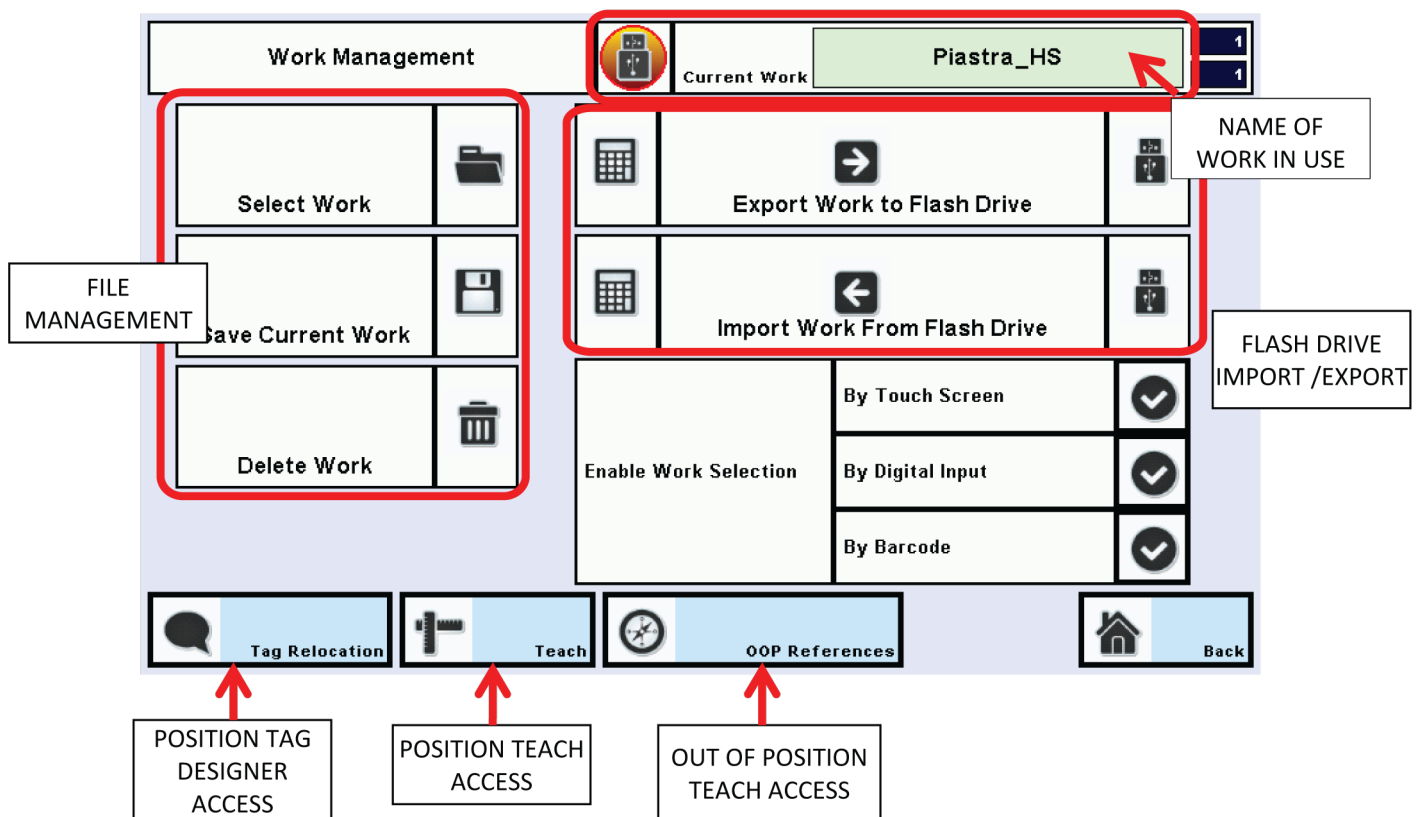 Work Management
Current Work
Piastra_HS
1
1
NAME OF
WORK IN USE
Select Work
Export Work to Flash Drive
FILE
MANAGEMENT
Save Current Work
Import Work From Flash Drive
FLASH DRIVE
IMPORT /EXPORT
Delete Work
Enable Work Selection
By Touch Screen
By Digital Input
By Barcode
Tag Relocation
Teach
OOP References
Back
POSITION TAG
DESIGNER
ACCESS
POSITION TEACH
ACCESS
OUT OF POSITION
TEACH ACCESS